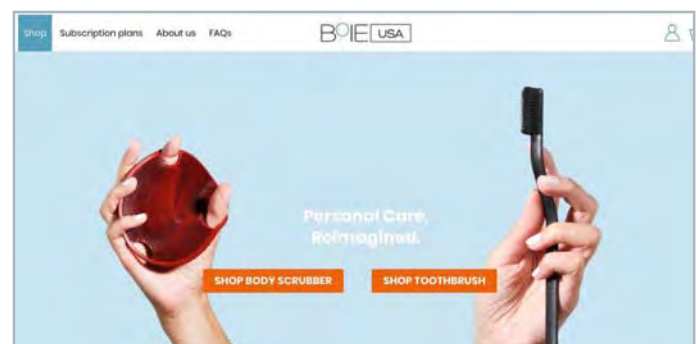 Shop Subscription plans About us FAQs BOIE USA
Personal Care,
Reimagined.
SHOP BODY SCRUBBER SHOP TOOTHBRUSH